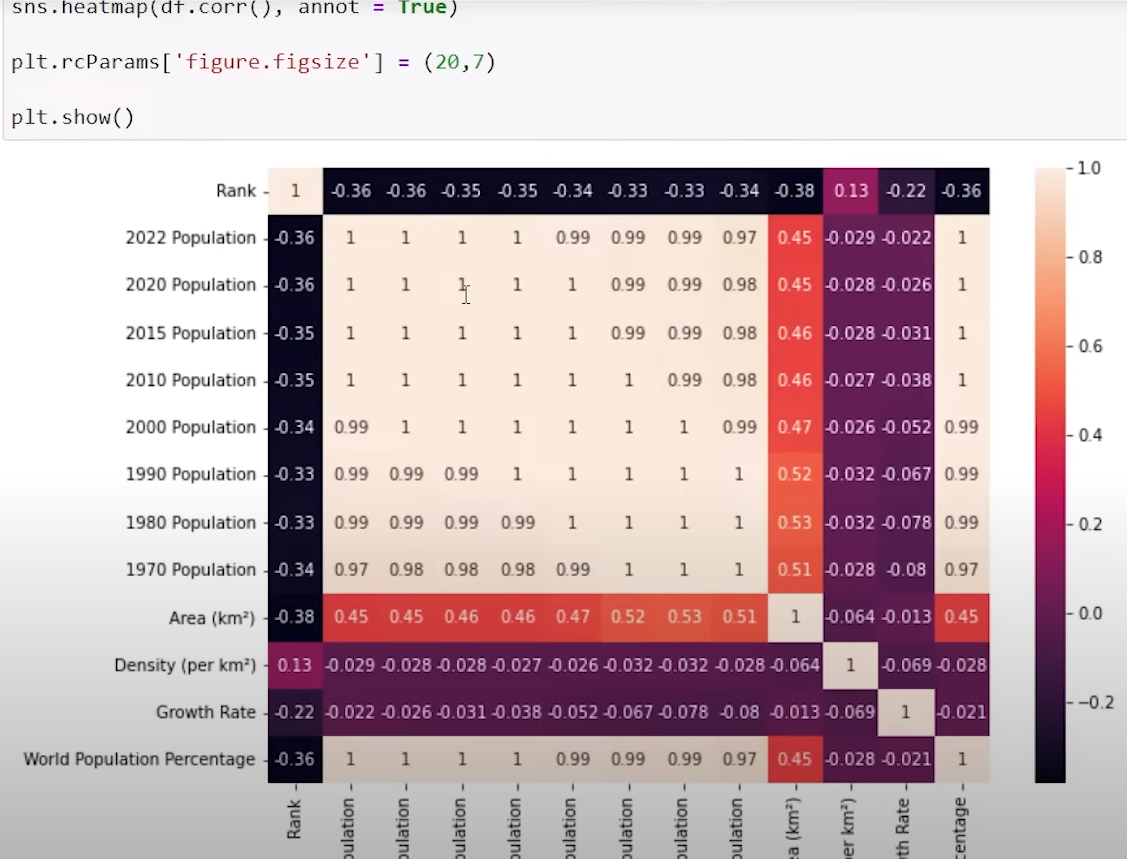 sns.heatmap(df.corr(), annot = True)
plt.rcParams['figure.figsize'] = (20,7)
plt.show()
Rank 1 -0.36 -0.36 -0.35 -0.35 -0.34 -0.33 -0.33 -0.34 -0.38 0.13 -0.22 -0.36
2022 Population -0.36 1 1 1 1 0.99 0.99 0.99 0.97 0.45 -0.029 -0.022 1
2020 Population -0.36 1 1 1 1 1 0.99 0.99 0.98 0.45 -0.028 -0.026 1
2015 Population -0.35 1 1 1 1 1 0.99 0.99 0.98 0.46 -0.028 -0.031 1
2010 Population -0.35 1 1 1 1 1 1 0.99 0.98 0.46 -0.027 -0.038 1
2000 Population -0.34 0.99 1 1 1 1 1 1 0.99 0.47 -0.026 -0.052 0.99
1990 Population -0.33 0.99 0.99 0.99 1 1 1 1 1 0.52 -0.032 -0.067 0.99
1980 Population -0.33 0.99 0.99 0.99 0.99 1 1 1 1 0.53 -0.032 -0.078 0.99
1970 Population -0.34 0.97 0.98 0.98 0.98 0.99 1 1 1 0.51 -0.028 -0.08 0.97
Area (km²) -0.38 0.45 0.45 0.46 0.46 0.47 0.52 0.53 0.51 1 -0.064 -0.013 0.45
Density (per km²) 0.13 -0.029 -0.028 -0.028 -0.027 -0.026 -0.032 -0.032 -0.028 -0.064 1 -0.069 -0.028
Growth Rate -0.22 -0.022 -0.026 -0.031 -0.038 -0.052 -0.067 -0.078 -0.08 -0.013 -0.069 1 -0.021
World Population Percentage -0.36 1 1 1 1 0.99 0.99 0.99 0.97 0.45 -0.028 -0.021 1
Rank
pulation
pulation
pulation
pulation
pulation
pulation
pulation
pulation
ea (km²)
per km²)
th Rate
centage
1.0
0.8
0.6
0.4
0.2
0.0
−0.2